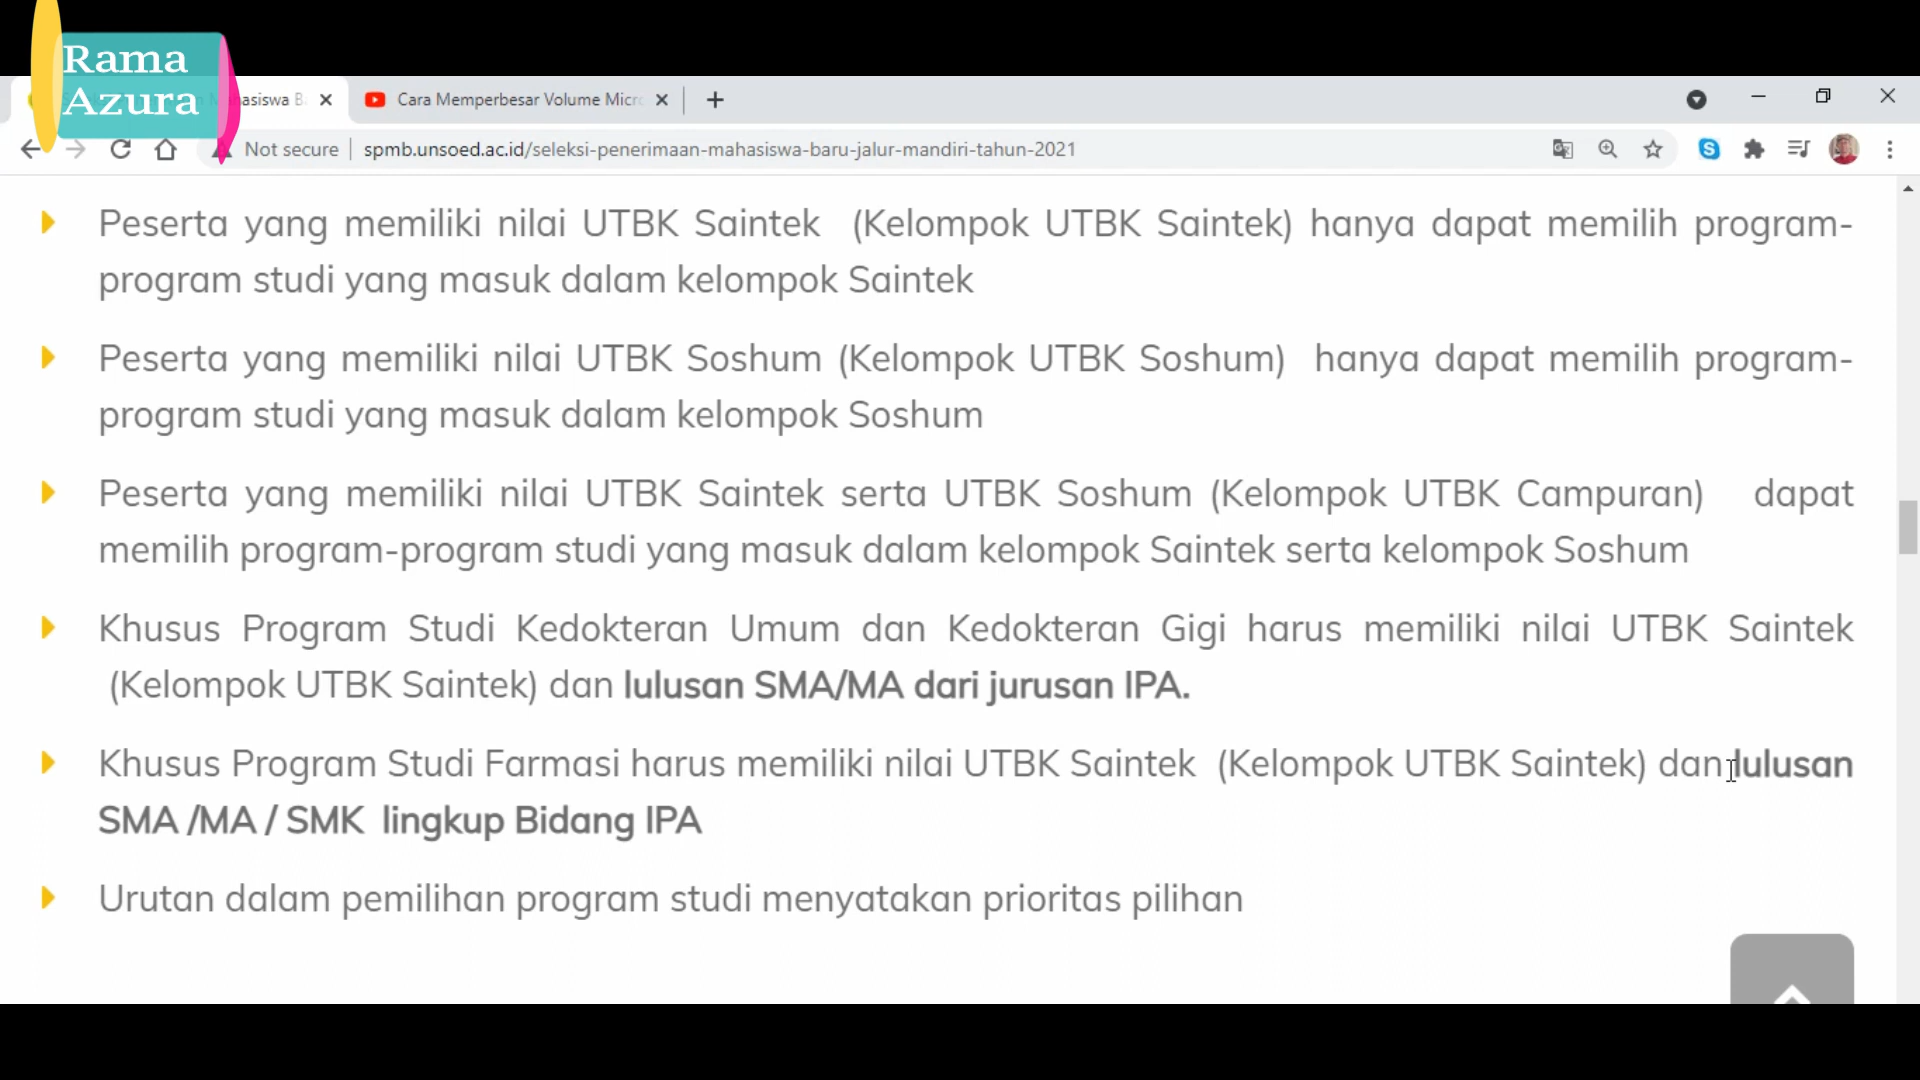 Rama
Azura
hasiswa B
Cara Memperbesar Volume Micr
Not secure
spmb.unsoed.ac.id/seleksi-penerimaan-mahasiswa-baru-jalur-mandiri-tahun-2021
Peserta yang memiliki nilai UTBK Saintek (Kelompok UTBK Saintek) hanya dapat memilih program-
program studi yang masuk dalam kelompok Saintek
Peserta yang memiliki nilai UTBK Soshum (Kelompok UTBK Soshum) hanya dapat memilih program-
program studi yang masuk dalam kelompok Soshum
Peserta yang memiliki nilai UTBK Saintek serta UTBK Soshum (Kelompok UTBK Campuran) dapat
memilih program-program studi yang masuk dalam kelompok Saintek serta kelompok Soshum
Khusus Program Studi Kedokteran Umum dan Kedokteran Gigi harus memiliki nilai UTBK Saintek
(Kelompok UTBK Saintek) dan lulusan SMA/MA dari jurusan IPA.
Khusus Program Studi Farmasi harus memiliki nilai UTBK Saintek (Kelompok UTBK Saintek) dan lulusan
SMA /MA / SMK lingkup Bidang IPA
Urutan dalam pemilihan program studi menyatakan prioritas pilihan